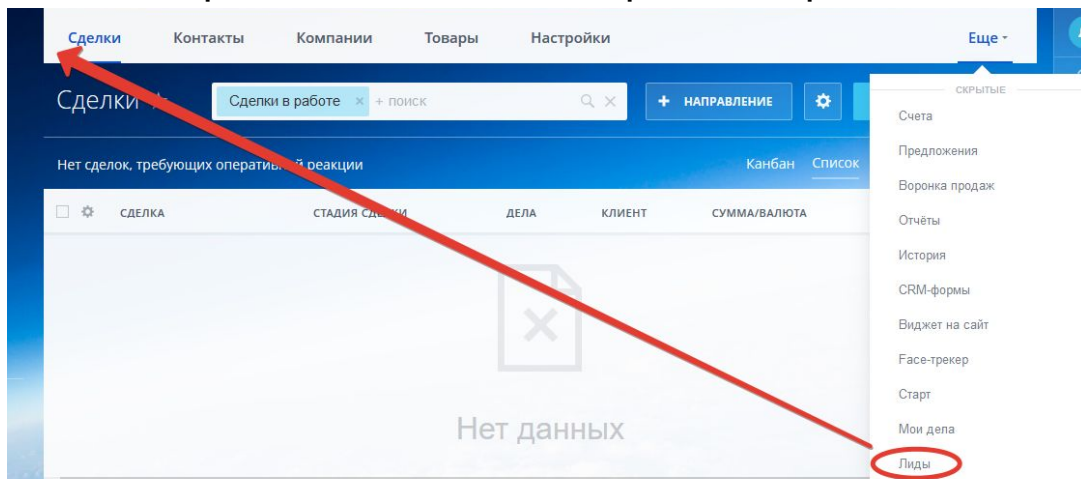 Сделки Контакты Компании Товары Настройки Еще
Сделки Сделки в работе × + поиск + НАПРАВЛЕНИЕ
СКРЫТЫЕ
Счета
Нет сделок, требующих оперативной реакции Канбан Список
Предложения
Воронка продаж
СДЕЛКА СТАДИЯ СДЕЛКИ ДЕЛА КЛИЕНТ СУММА/ВАЛЮТА
Отчёты
История
CRM-формы
Виджет на сайт
Face-трекер
Старт
Нет данных
Мои дела
Лиды